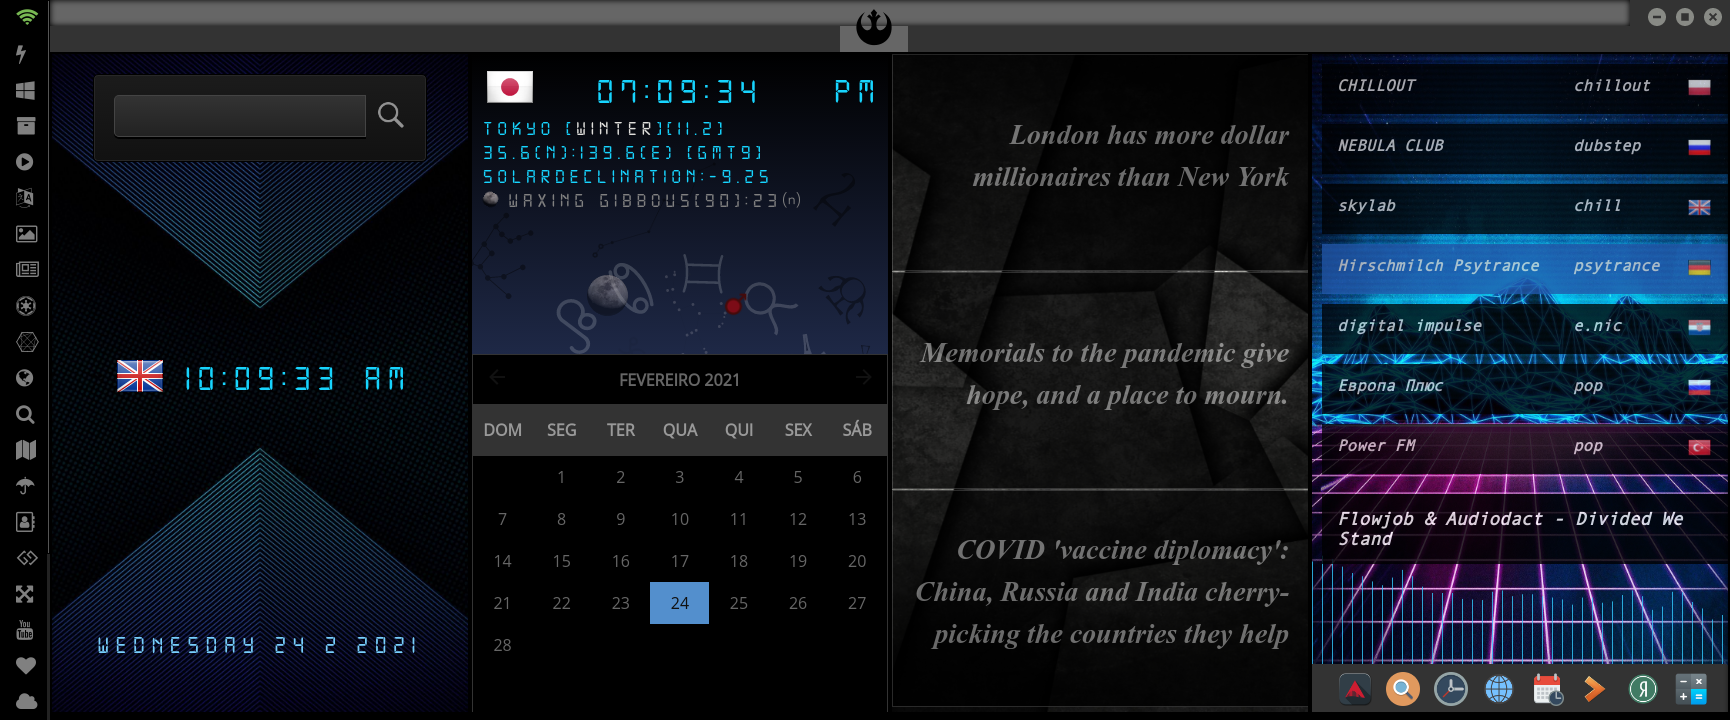 10:09:33 AM
WEDNESDAY 24 2 2021
07:09:34 PM
TOKYO [WINTER][11.2]
35.6(N):139.6(E) [GMT9]
SOLARDECLINATION:-9.25
WAXING GIBBOUS(90):23(n)
FEVEREIRO 2021
DOM SEG TER QUA QUI SEX SÁB
1 2 3 4 5 6
7 8 9 10 11 12 13
14 15 16 17 18 19 20
21 22 23 24 25 26 27
28
London has more dollar
millionaires than New York
Memorials to the pandemic give
hope, and a place to mourn.
COVID 'vaccine diplomacy':
China, Russia and India cherry-
picking the countries they help
CHILLOUT chillout
NEBULA CLUB dubstep
skylab chill
Hirschmilch Psytrance psytrance
digital impulse e.nic
Европа Плюс pop
Power FM pop
Flowjob & Audiodact - Divided We
Stand
You
Tube
Я